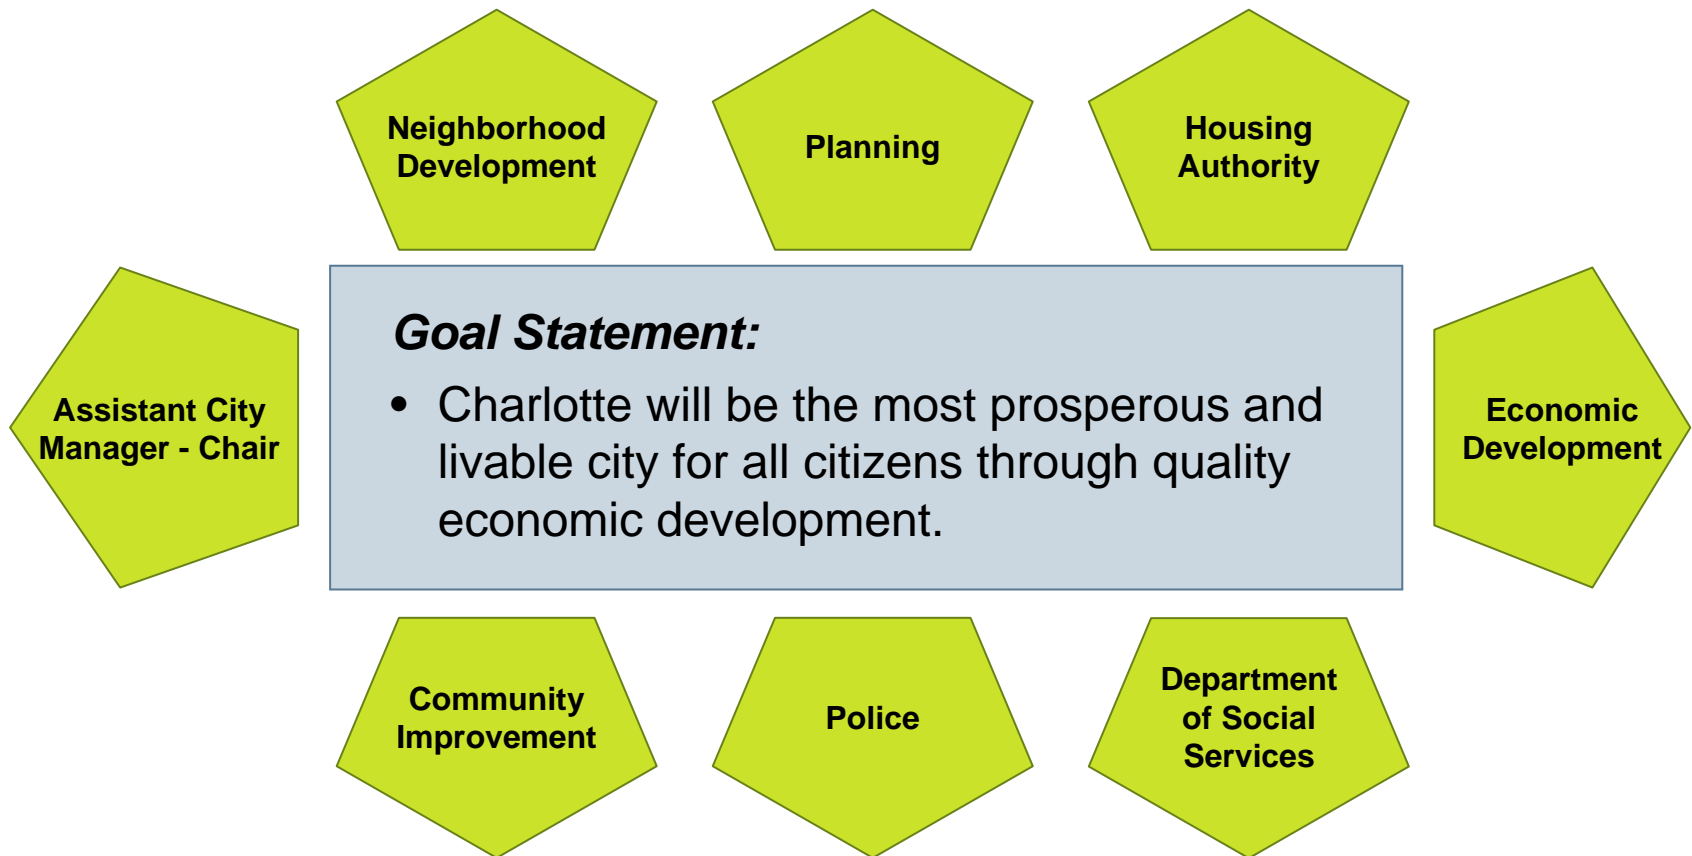 Neighborhood
Development
Planning
Housing
Authority
Assistant City
Manager - Chair
Goal Statement:
• Charlotte will be the most prosperous and
livable city for all citizens through quality
economic development.
Economic
Development
Community
Improvement
Police
Department
of Social
Services